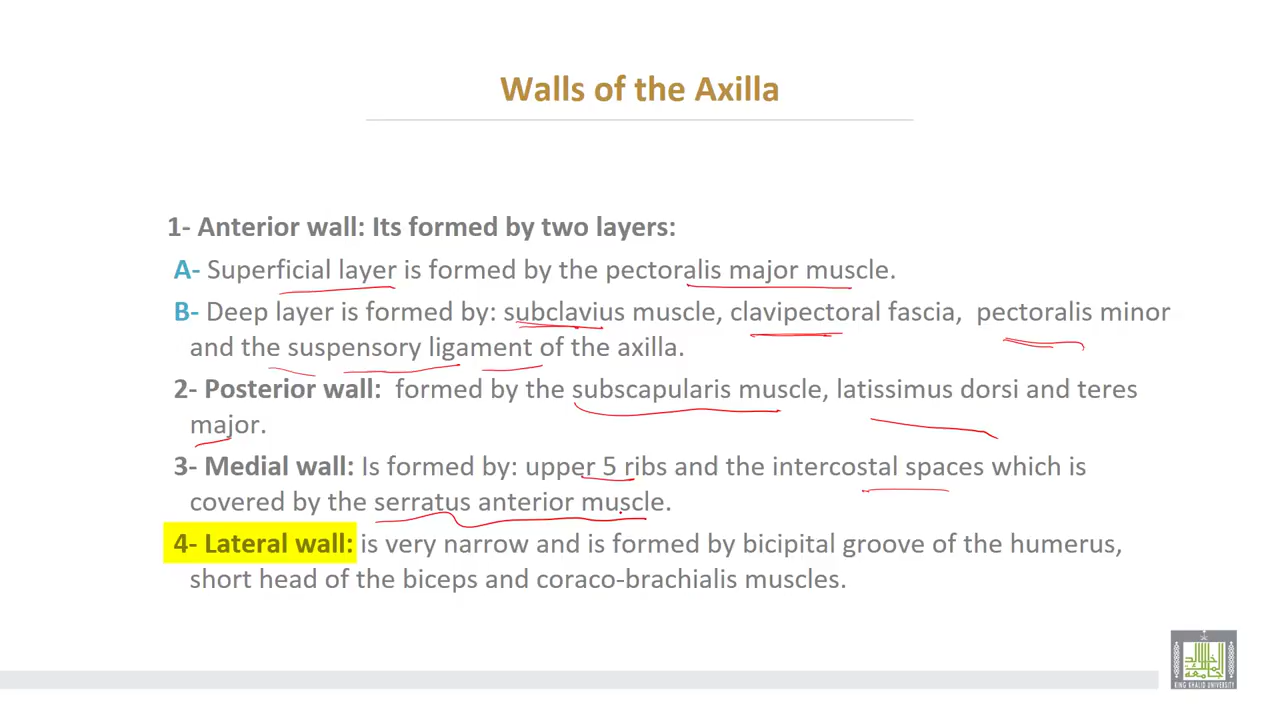 Walls of the Axilla
1- Anterior wall: Its formed by two layers:
A- Superficial layer is formed by the pectoralis major muscle.
B- Deep layer is formed by: subclavius muscle, clavipectoral fascia, pectoralis minor
and the suspensory ligament of the axilla.
2- Posterior wall: formed by the subscapularis muscle, latissimus dorsi and teres
major.
3- Medial wall: Is formed by: upper 5 ribs and the intercostal spaces which is
covered by the serratus anterior muscle.
4- Lateral wall: is very narrow and is formed by bicipital groove of the humerus,
short head of the biceps and coraco-brachialis muscles.
KING KHALID UNIVERSITY